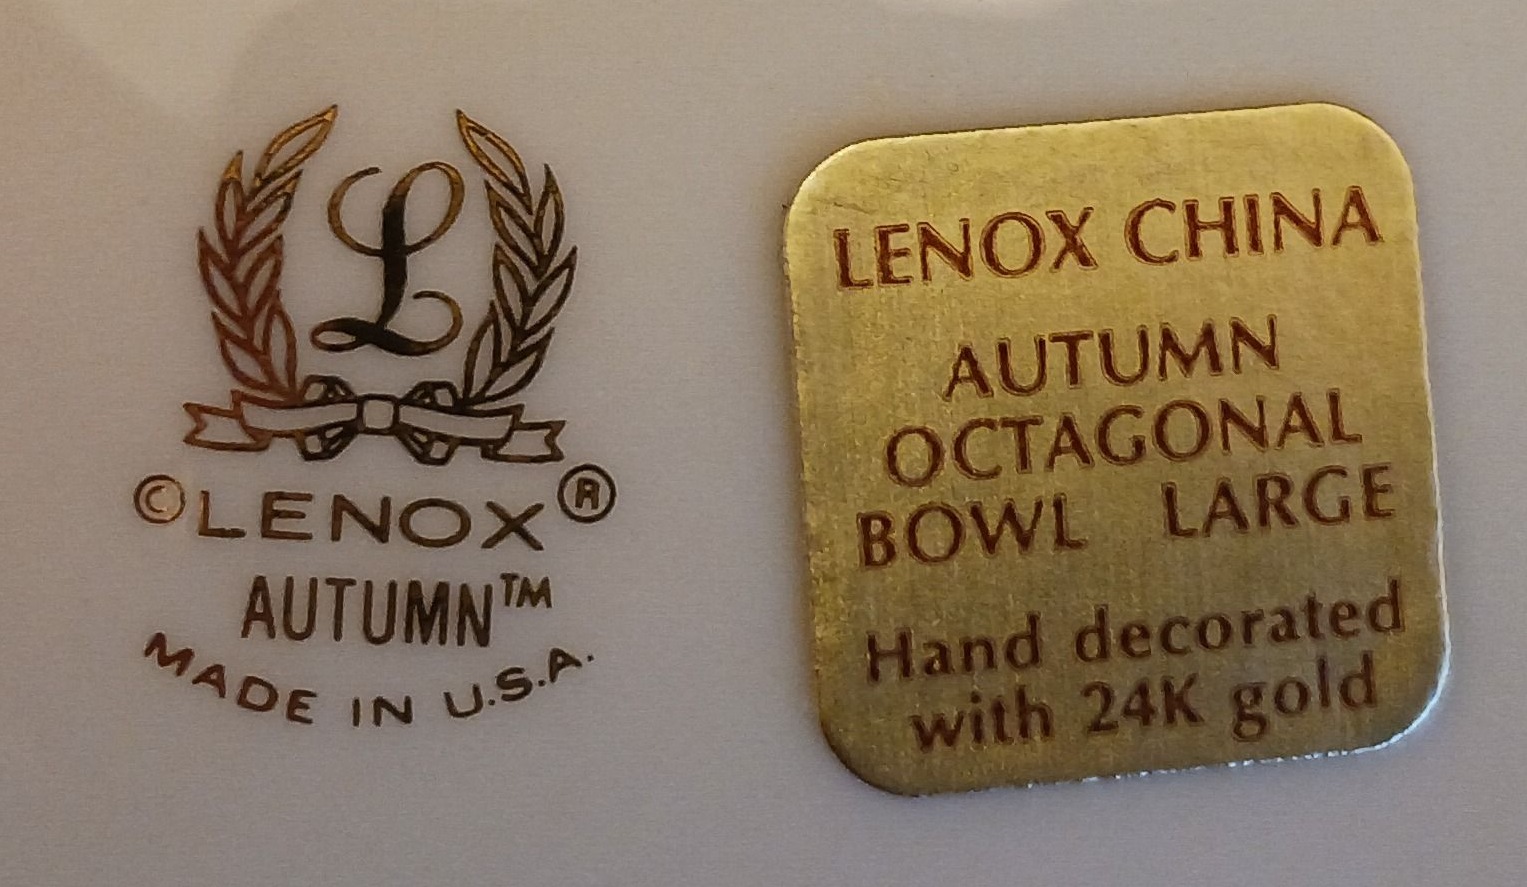 L
©LENOX®
AUTUMN™
MADE IN U.S.A.
LENOX CHINA
AUTUMN
OCTAGONAL
BOWL LARGE
Hand decorated
with 24K gold